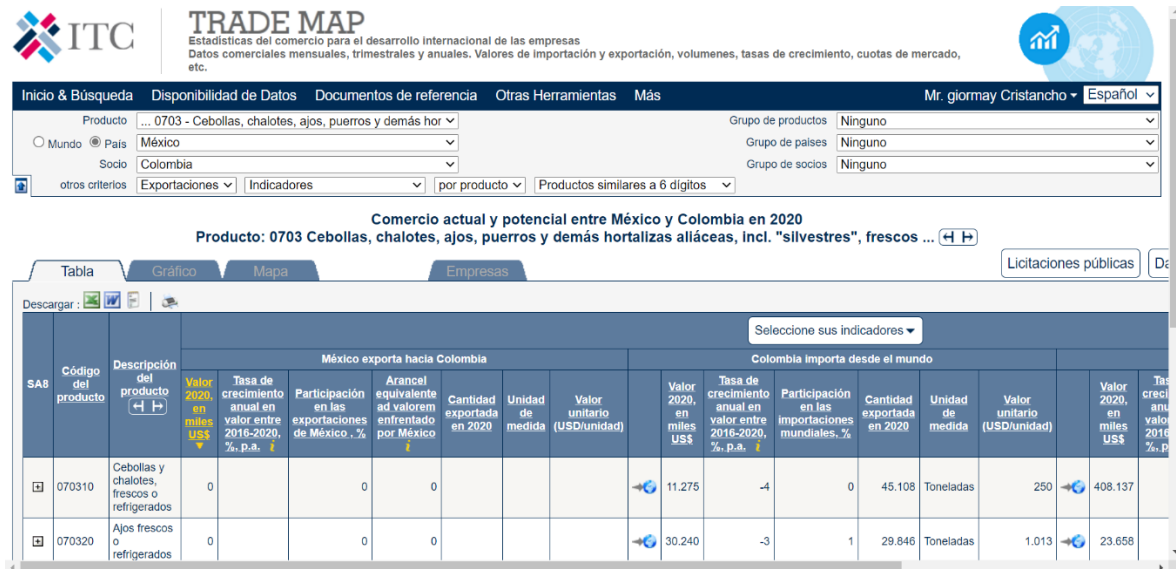 ITC
TRADE MAP
Estadísticas del comercio para el desarrollo internacional de las empresas
Datos comerciales mensuales, trimestrales y anuales. Valores de importación y exportación, volumenes, tasas de crecimiento, cuotas de mercado,
etc.
Inicio & Búsqueda Disponibilidad de Datos Documentos de referencia Otras Herramientas Más Mr. giormay Cristancho Español
Producto ... 0703 - Cebollas, chalotes, ajos, puerros y demás hor Grupo de productos Ninguno
Mundo País México Grupo de paises Ninguno
Socio Colombia Grupo de socios Ninguno
otros criterios Exportaciones Indicadores por producto Productos similares a 6 dígitos
Comercio actual y potencial entre México y Colombia en 2020
Producto: 0703 Cebollas, chalotes, ajos, puerros y demás hortalizas aliáceas, incl. "silvestres", frescos ...
Licitaciones públicas Da
Tabla Gráfico Mapa Empresas
Descargar :
Seleccione sus indicadores
México exporta hacia Colombia Colombia importa desde el mundo
SA8
Código
del
producto
Descripción
del
producto
Valor
2020,
en
miles
US$
Tasa de
crecimiento
anual en
valor entre
2016-2020,
%, p.a. i
Participación
en las
exportaciones
de México , %
Arancel
equivalente
ad valorem
enfrentado
por México
i
Cantidad
exportada
en 2020
Unidad
de
medida
Valor
unitario
(USD/unidad)
Valor
2020,
en
miles
US$
Tasa de
crecimiento
anual en
valor entre
2016-2020,
%, p.a. i
Participación
en las
importaciones
mundiales, %
Cantidad
exportada
en 2020
Unidad
de
medida
Valor
unitario
(USD/unidad)
Valor
2020,
en
miles
US$
Tas
creci
anu
valo
2016
%, p
070310
Cebollas y
chalotes,
frescos o
refrigerados
0 0 0 11.275 -4 0 45.108 Toneladas 250 408.137
070320
Ajos frescos
o
refrigerados
0 0 0 30.240 -3 1 29.846 Toneladas 1.013 23.658